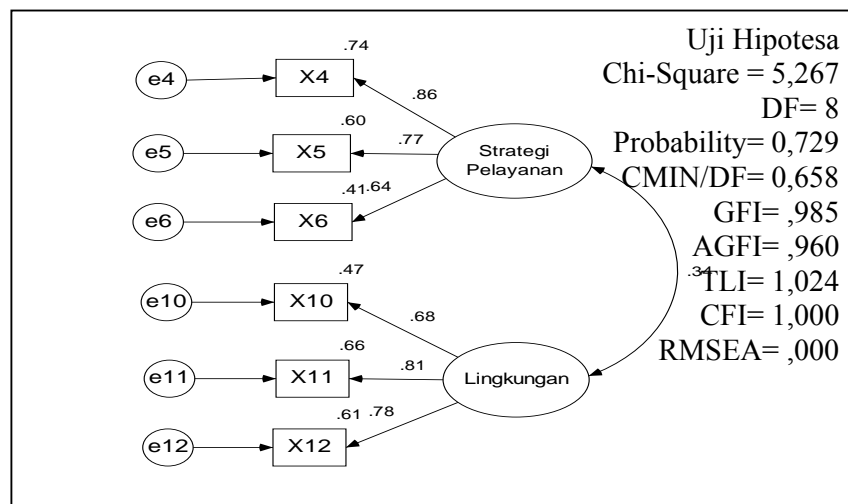 Uji Hipotesa
Chi-Square = 5,267
DF= 8
Probability= 0,729
CMIN/DF= 0,658
GFI= ,985
AGFI= ,960
TLI= 1,024
CFI= 1,000
RMSEA= ,000
.74
e4
X4
.86
.60
e5
X5
.77
Strategi
Pelayanan
.41
.64
e6
X6
.34
.47
e10
X10
.68
.66
e11
X11
.81
Lingkungan
.61
.78
e12
X12